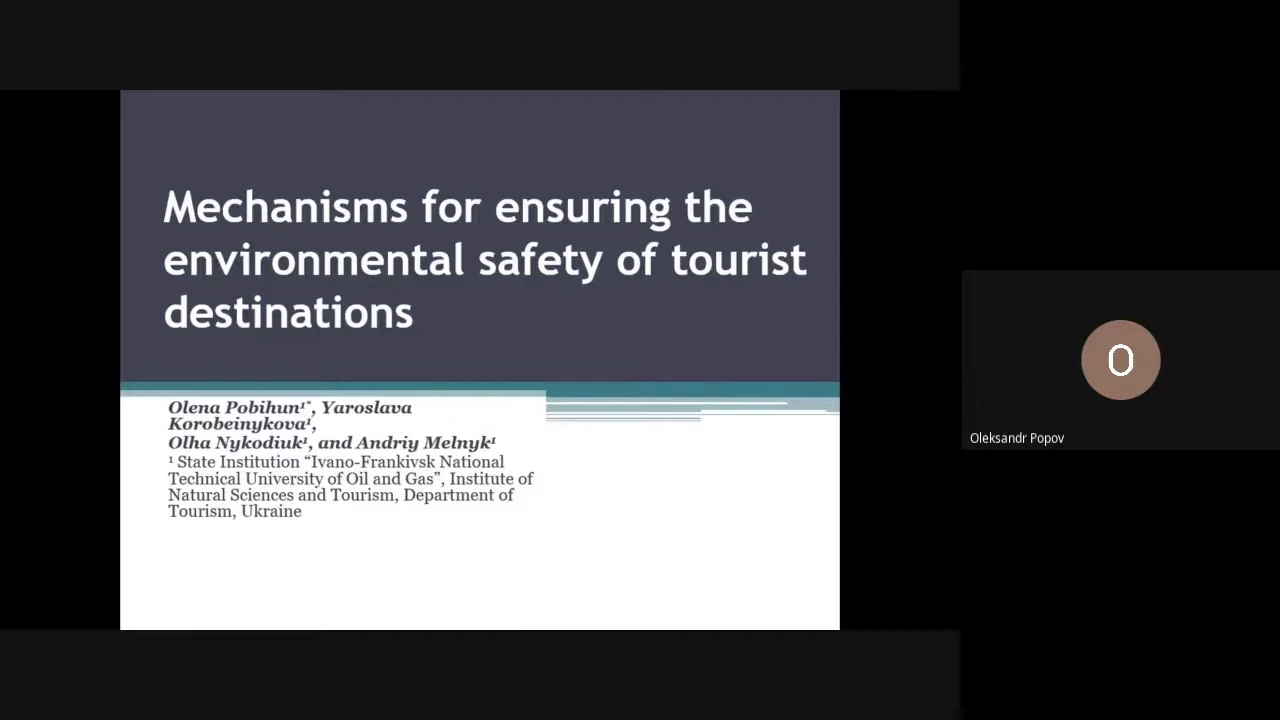 Mechanisms for ensuring the
environmental safety of tourist
destinations
Olena Pobihun¹*, Yaroslava
Korobeinykova¹,
Olha Nykodiuk¹, and Andriy Melnyk¹
¹ State Institution “Ivano-Frankivsk National
Technical University of Oil and Gas”, Institute of
Natural Sciences and Tourism, Department of
Tourism, Ukraine
O
Oleksandr Popov